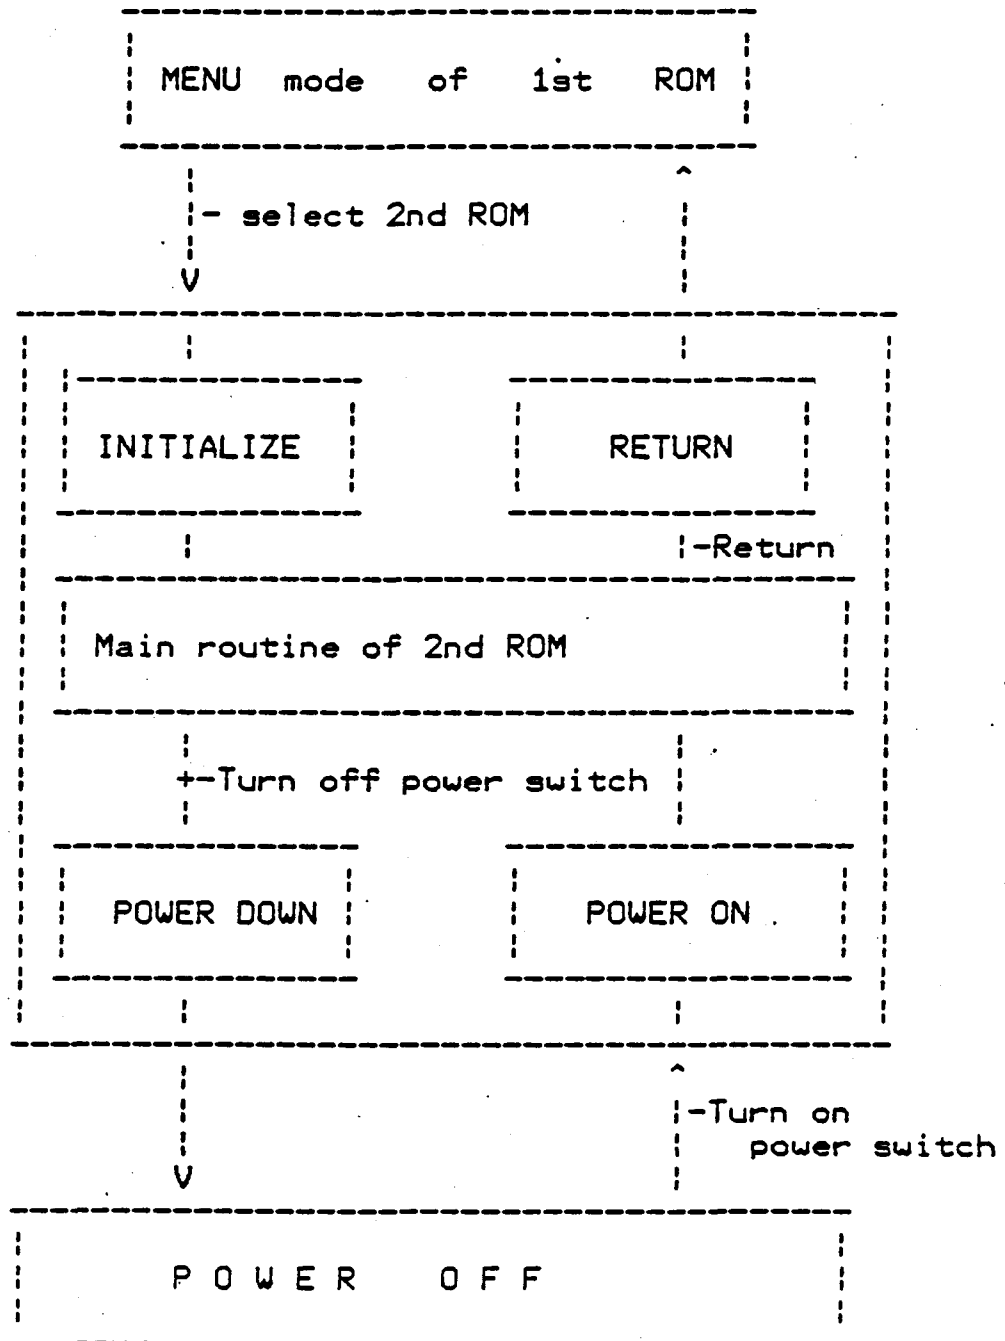 MENU mode of 1st ROM
- select 2nd ROM
INITIALIZE RETURN
-Return
Main routine of 2nd ROM
+-Turn off power switch
POWER DOWN POWER ON
-Turn on
power switch
P O W E R O F F